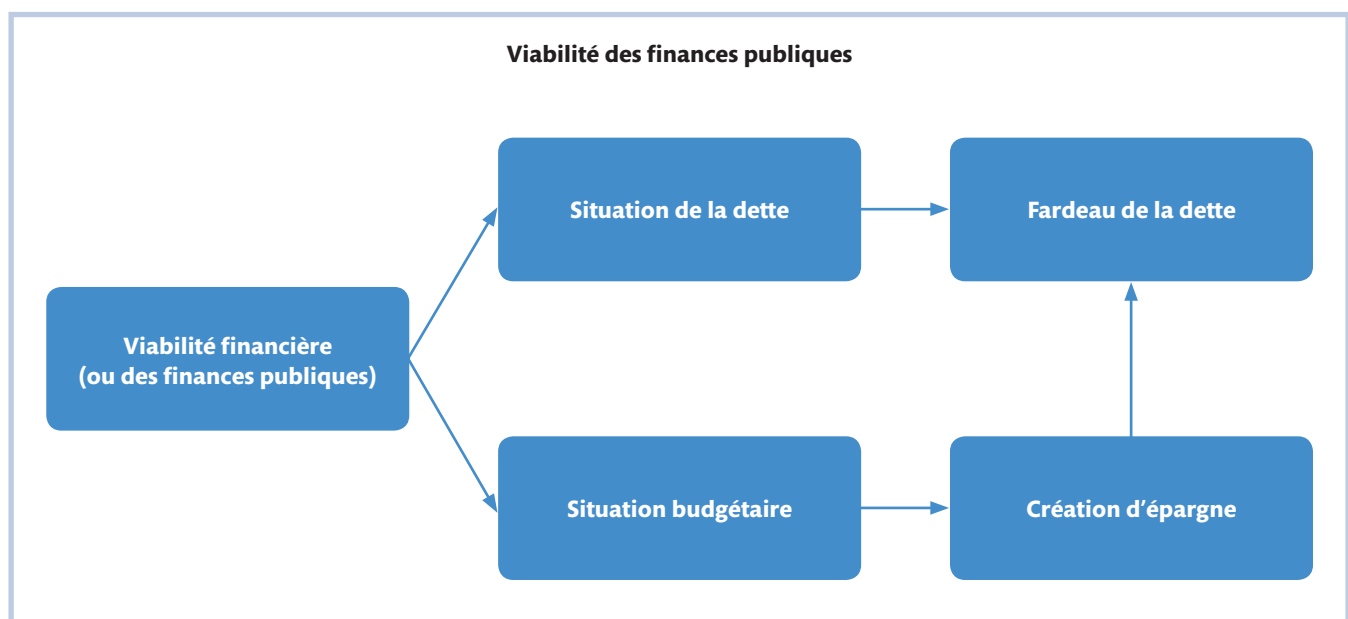 Viabilité des finances publiques
Situation de la dette
Fardeau de la dette
Viabilité financière
(ou des finances publiques)
Situation budgétaire
Création d’épargne